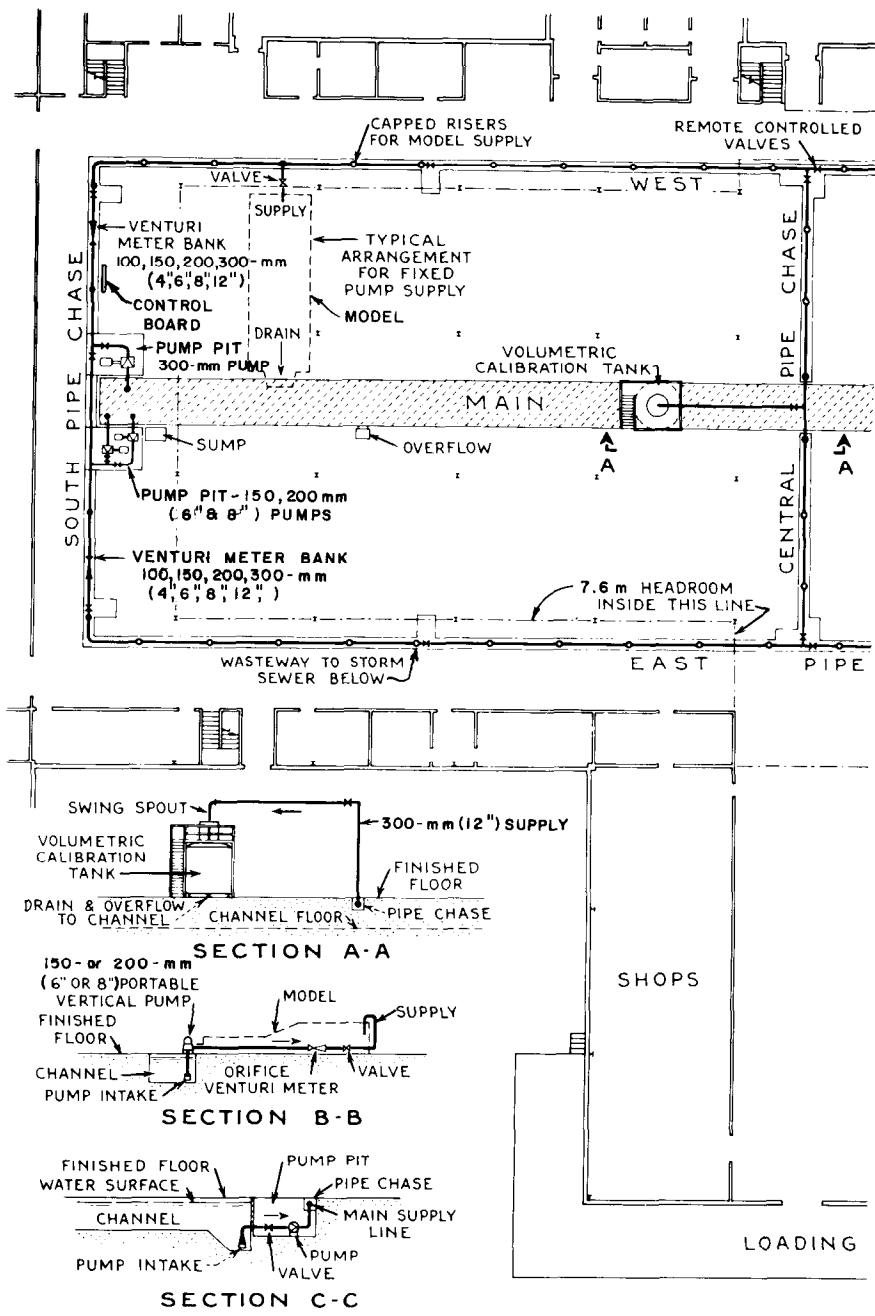 CAPPED RISERS
FOR MODEL SUPPLY
REMOTE CONTROLLED
VALVES
VALVE
WEST
SUPPLY
VENTURI
METER BANK
100,150,200,300-mm
(4",6",8",12")
TYPICAL
ARRANGEMENT
FOR FIXED
PUMP SUPPLY
CONTROL
BOARD
MODEL
DRAIN
PUMP PIT
300-mm PUMP
VOLUMETRIC
CALIBRATION TANK
SOUTH PIPE CHASE
CENTRAL PIPE CHASE
MAIN
SUMP
OVERFLOW
A
A
PUMP PIT-150,200mm
(6"& 8") PUMPS
VENTURI METER BANK
100,150,200,300-mm
(4",6",8",12",)
7.6 m HEADROOM
INSIDE THIS LINE
WASTEWAY TO STORM
SEWER BELOW
EAST
PIPE
SWING SPOUT
300-mm(12") SUPPLY
VOLUMETRIC
CALIBRATION
TANK
FINISHED
FLOOR
DRAIN & OVERFLOW
TO CHANNEL
CHANNEL FLOOR
PIPE CHASE
SECTION A-A
150-or 200-mm
(6" OR 8")PORTABLE
VERTICAL PUMP
MODEL
SUPPLY
FINISHED
FLOOR
CHANNEL
PUMP INTAKE
ORIFICE
VENTURI METER
VALVE
SECTION B-B
FINISHED FLOOR
WATER SURFACE
PUMP PIT
PIPE CHASE
CHANNEL
MAIN SUPPLY
LINE
PUMP INTAKE
PUMP
VALVE
SECTION C-C
SHOPS
LOADING